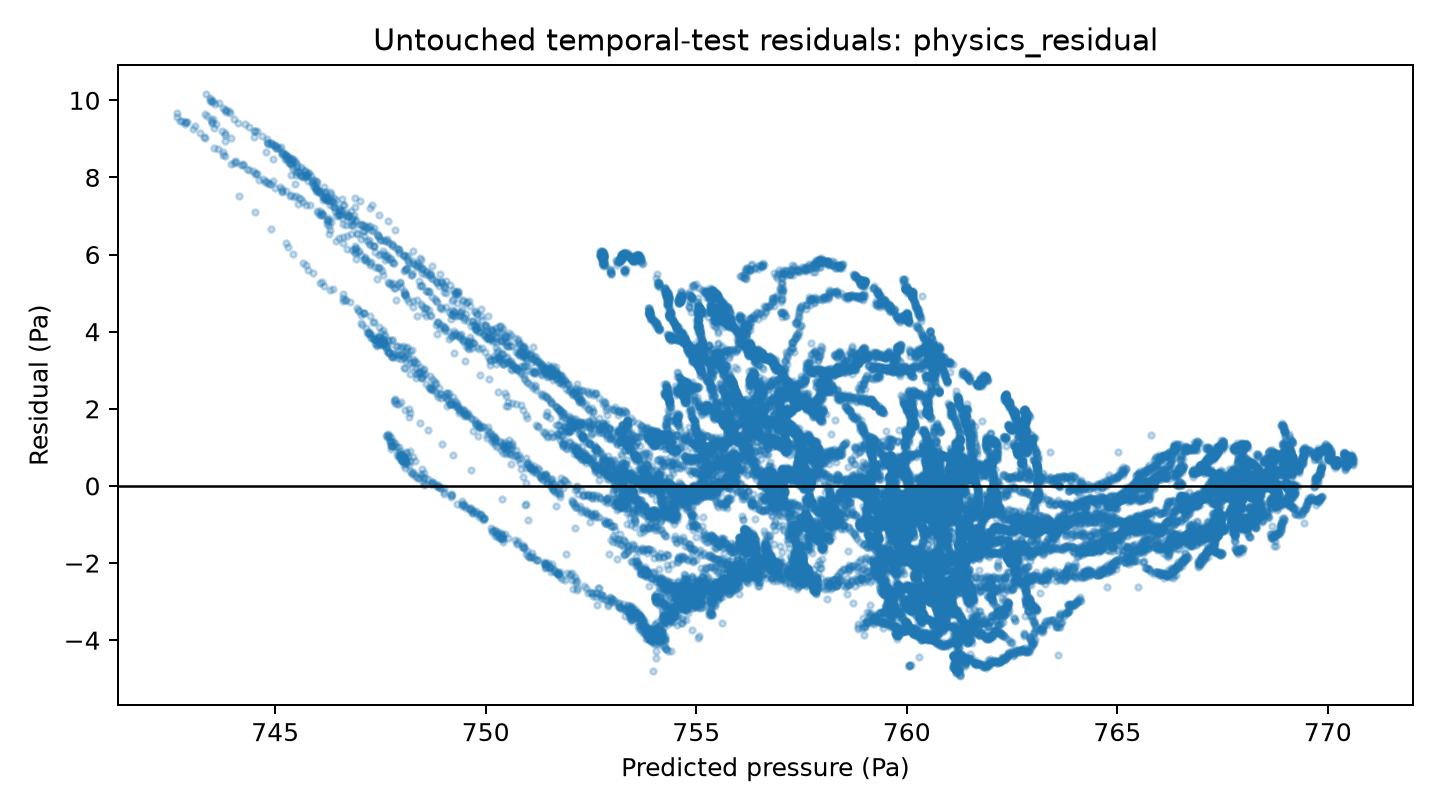 Untouched temporal-test residuals: physics_residual
10
8
6
4
2
0
−2
−4
Residual (Pa)
745 750 755 760 765 770
Predicted pressure (Pa)